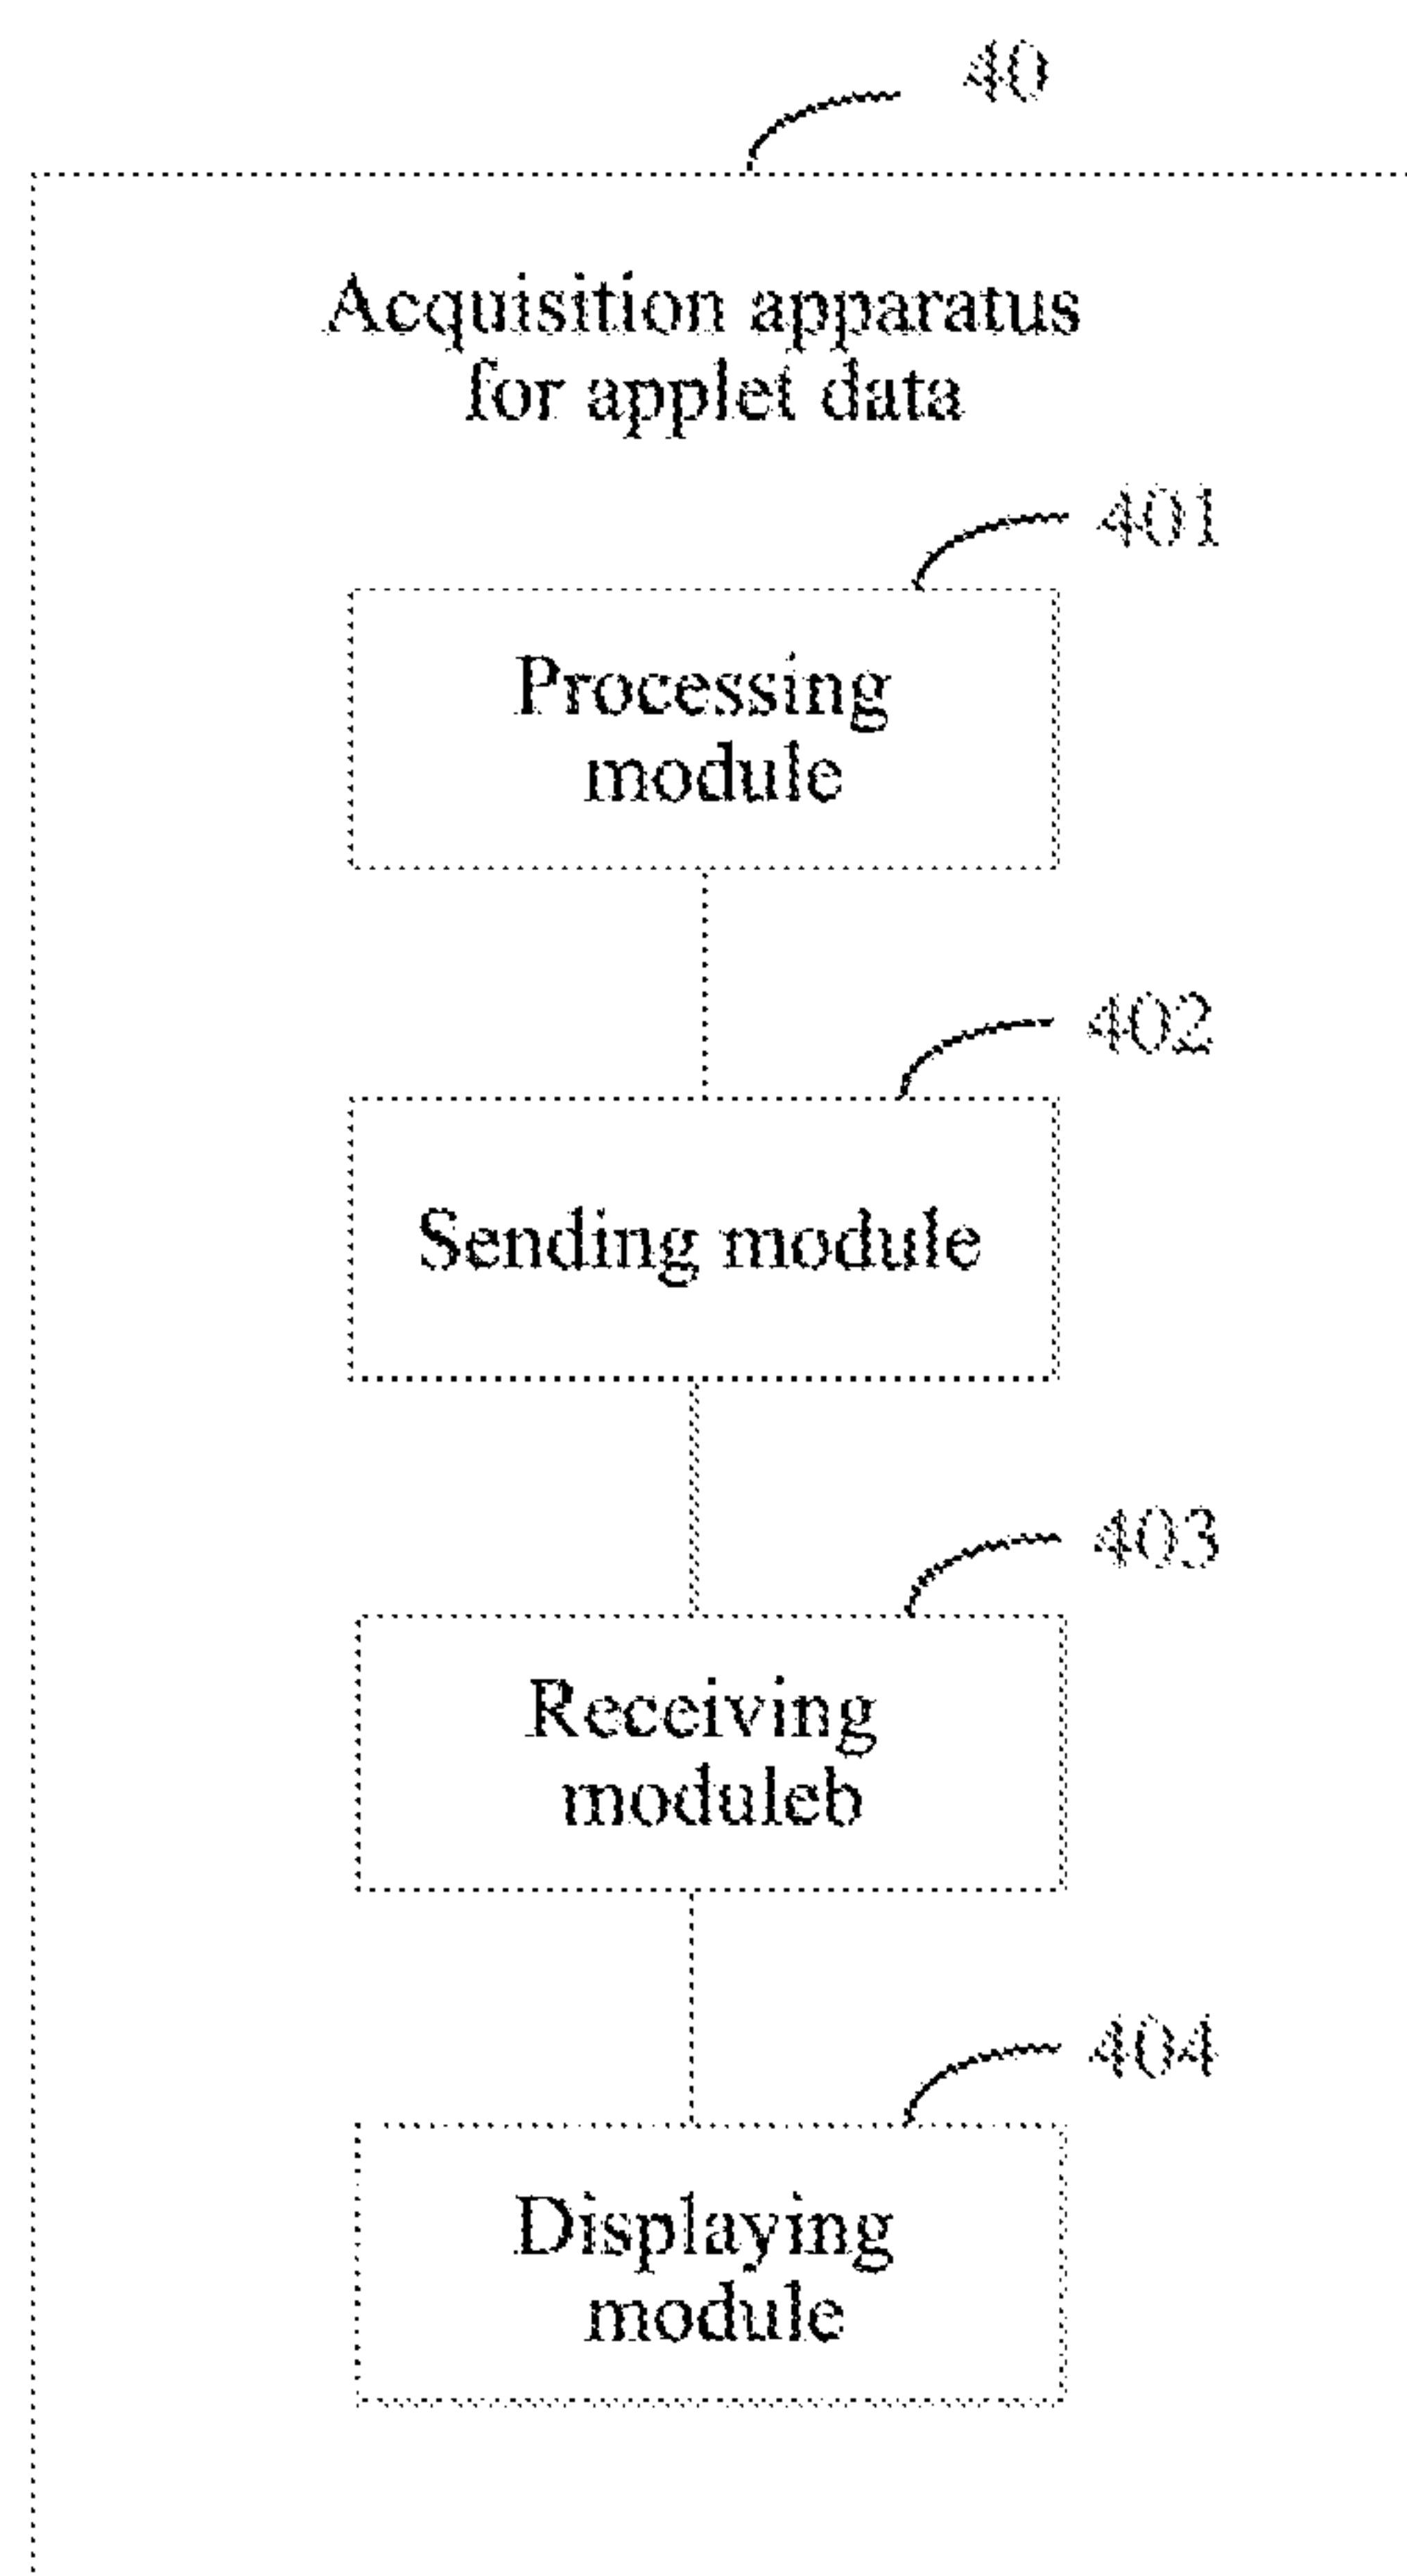 40
Acquisition apparatus
for applet data
401
Processing
module
402
Sending module
403
Receiving
moduleb
404
Displaying
module